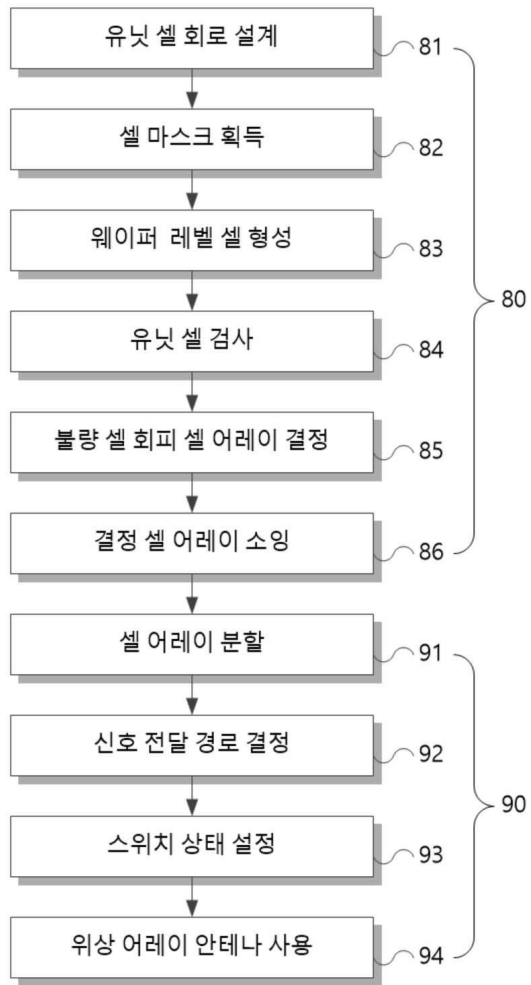 유닛 셀 회로 설계
81
셀 마스크 획득
82
웨이퍼 레벨 셀 형성
83
80
유닛 셀 검사
84
불량 셀 회피 셀 어레이 결정
85
결정 셀 어레이 소잉
86
셀 어레이 분할
91
신호 전달 경로 결정
92
90
스위치 상태 설정
93
위상 어레이 안테나 사용
94